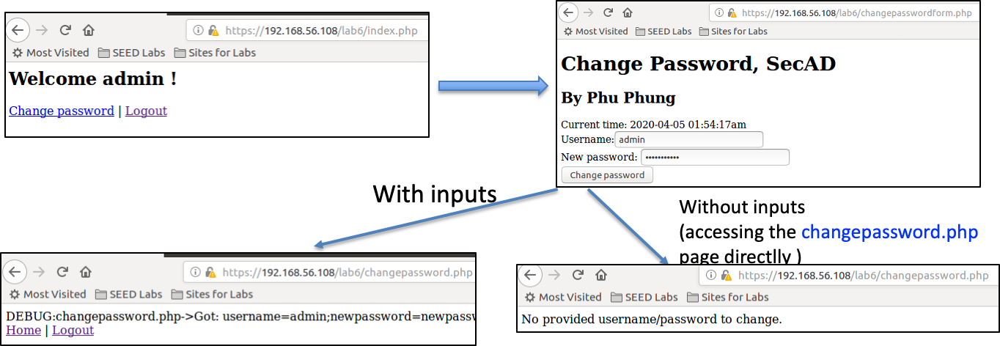 https://192.168.56.108/lab6/index.php
Most Visited SEED Labs Sites for Labs
Welcome admin !
Change password | Logout
https://192.168.56.108/lab6/changepasswordform.php
Most Visited SEED Labs Sites for Labs
Change Password, SecAD
By Phu Phung
Current time: 2020-04-05 01:54:17am
Username: admin
New password: •••••••••••
Change password
With inputs
Without inputs
(accessing the changepassword.php
page directlly )
https://192.168.56.108/lab6/changepassword.php
Most Visited SEED Labs Sites for Labs
DEBUG:changepassword.php->Got: username=admin;newpassword=newpassw
Home | Logout
https://192.168.56.108/lab6/changepassword.php
Most Visited SEED Labs Sites for Labs
No provided username/password to change.